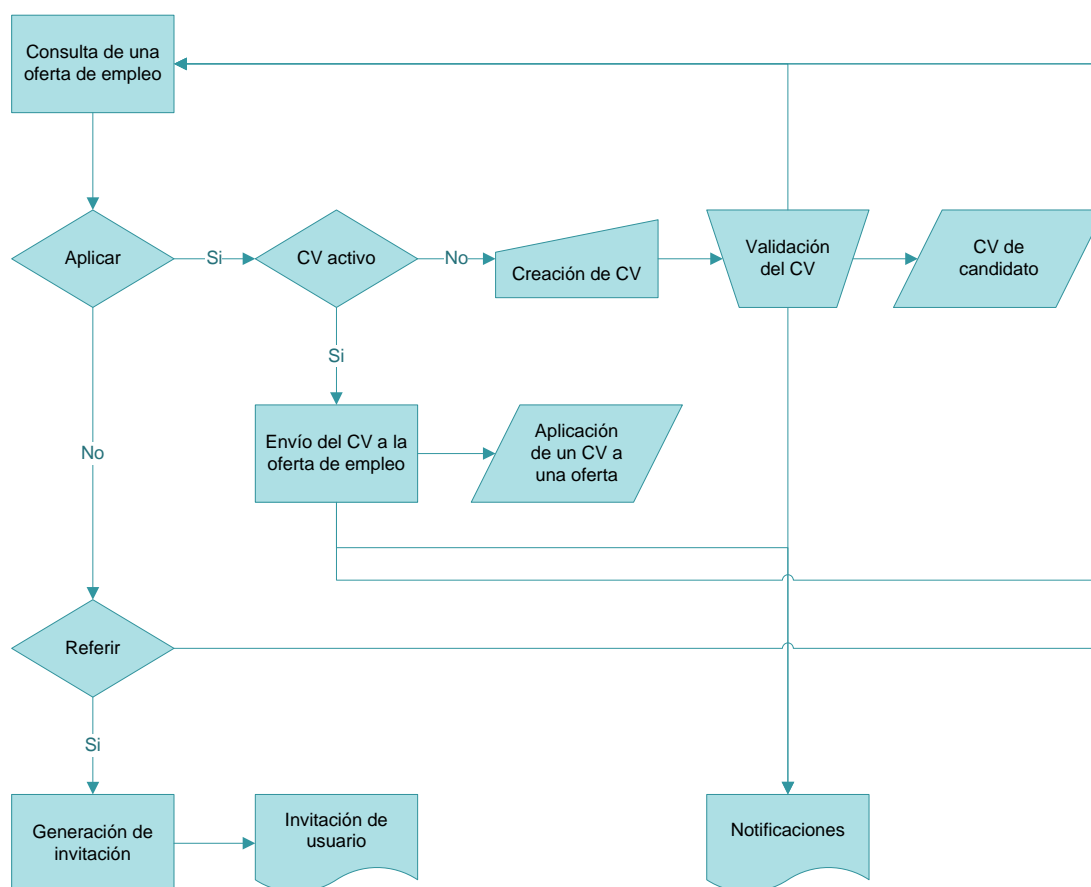 Consulta de una
oferta de empleo
Aplicar
Si
CV activo
No
Creación de CV
Validación
del CV
CV de
candidato
Si
Envío del CV a la
oferta de empleo
Aplicación
de un CV a
una oferta
No
Referir
Si
Generación de
invitación
Invitación de
usuario
Notificaciones